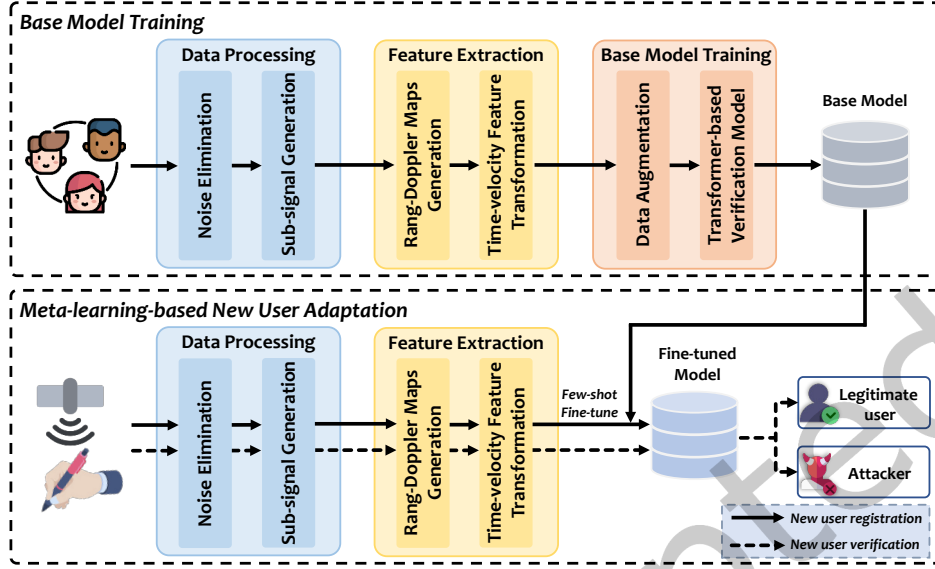 Base Model Training
Data Processing
Noise Elimination
Sub-signal Generation
Feature Extraction
Rang-Doppler Maps
Generation
Time-velocity Feature
Transformation
Base Model Training
Data Augmentation
Transformer-based
Verification Model
Base Model
Meta-learning-based New User Adaptation
Data Processing
Noise Elimination
Sub-signal Generation
Feature Extraction
Rang-Doppler Maps
Generation
Time-velocity Feature
Transformation
Few-shot
Fine-tune
Fine-tuned
Model
Legitimate
user
Attacker
New user registration
New user verification